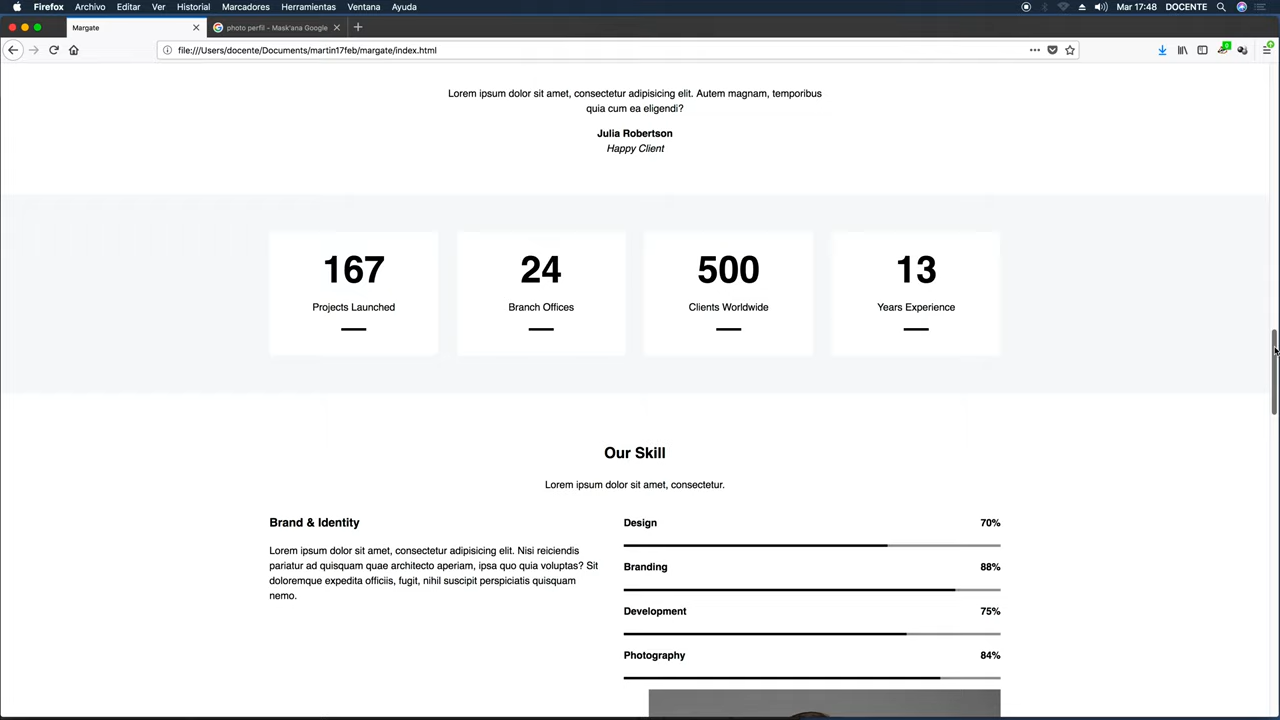 Firefox Archivo Editar Ver Historial Marcadores Herramientas Ventana Ayuda Mar 17:48 DOCENTE
Margate photo perfil - Mask'ana Google
file:///Users/docente/Documents/martin17feb/margate/index.html
Lorem ipsum dolor sit amet, consectetur adipisicing elit. Autem magnam, temporibus
quia cum ea eligendi?
Julia Robertson
Happy Client
167 24 500 13
Projects Launched Branch Offices Clients Worldwide Years Experience
Our Skill
Lorem ipsum dolor sit amet, consectetur.
Brand & Identity
Lorem ipsum dolor sit amet, consectetur adipisicing elit. Nisi reiciendis
pariatur ad quisquam quae architecto aperiam, ipsa quo quia voluptas? Sit
doloremque expedita officiis, fugit, nihil suscipit perspiciatis quisquam
nemo.
Design 70%
Branding 88%
Development 75%
Photography 84%